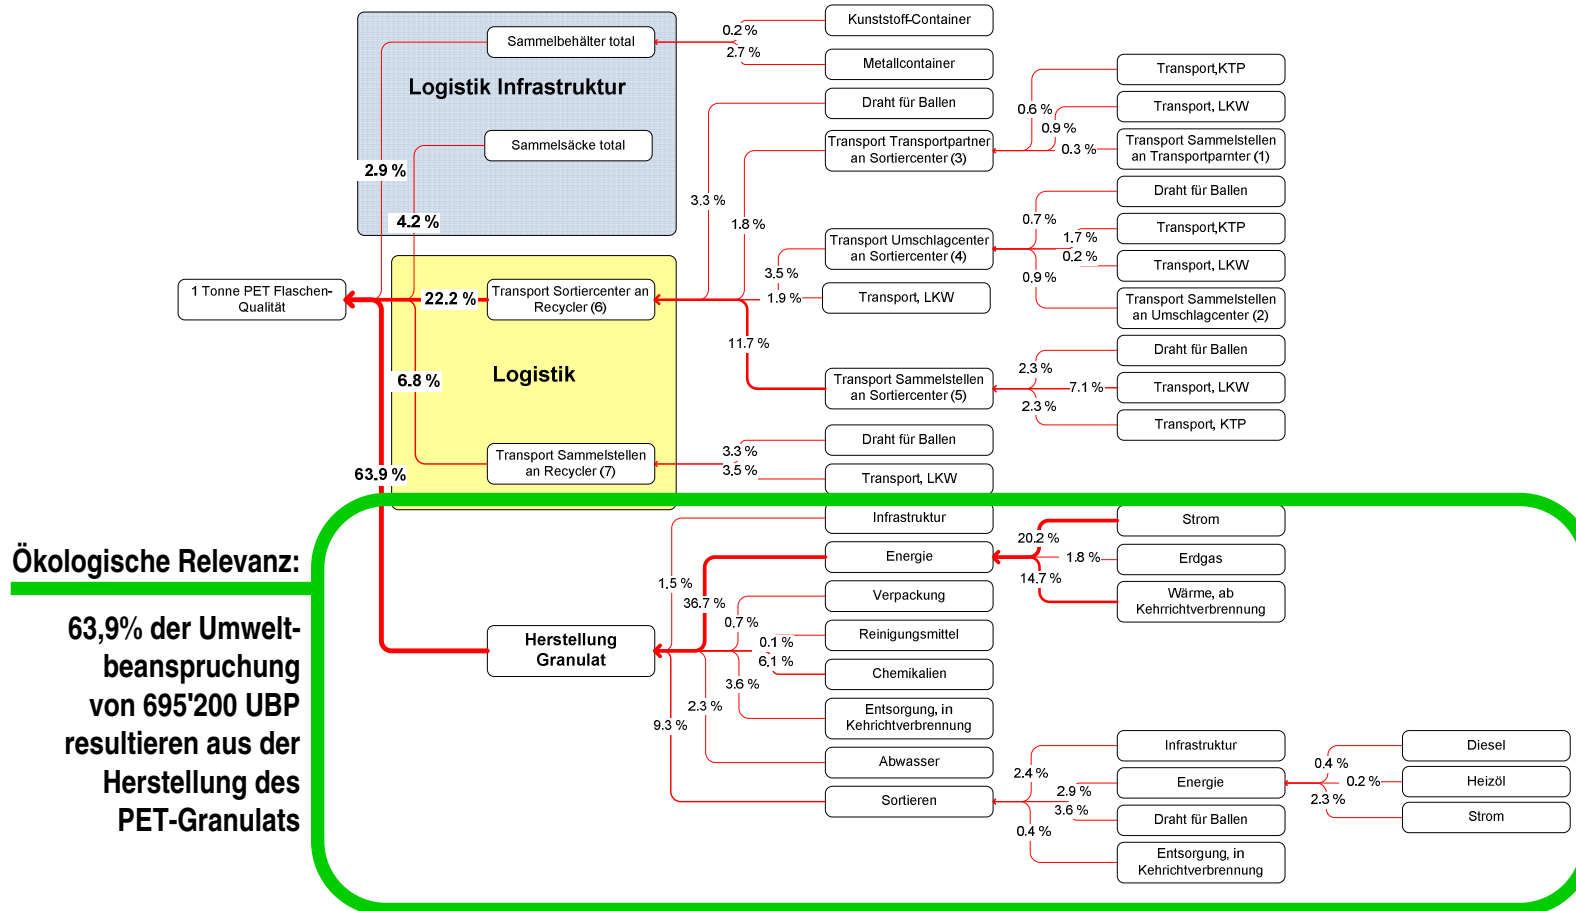 Kunststoff-Container
0.2 %
Sammelbehälter total
2.7 %
Metallcontainer
Transport,KTP
Logistik Infrastruktur
Draht für Ballen
0.6 %
Transport, LKW
0.9 %
Sammelsäcke total
Transport Transportpartner
an Sortiercenter (3)
0.3 %
Transport Sammelstellen
an Transportparnter (1)
2.9 %
Draht für Ballen
3.3 %
4.2 %
1.8 %
0.7 %
Transport,KTP
Transport Umschlagcenter
an Sortiercenter (4)
1.7 %
0.2 %
Transport, LKW
3.5 %
0.9 %
1 Tonne PET Flaschen-
Qualität
22.2 %
Transport Sortiercenter an
Recycler (6)
1.9 %
Transport, LKW
Transport Sammelstellen
an Umschlagcenter (2)
11.7 %
Draht für Ballen
Logistik
6.8 %
2.3 %
Transport Sammelstellen
an Sortiercenter (5)
7.1 %
Transport, LKW
2.3 %
Transport, KTP
Draht für Ballen
3.3 %
Transport Sammelstellen
an Recycler (7)
3.5 %
Transport, LKW
63.9 %
Infrastruktur
Strom
20.2 %
Ökologische Relevanz:
Energie
1.8 %
Erdgas
1.5 %
14.7 %
36.7 %
Verpackung
Wärme, ab
Kehrrichtverbrennung
63,9% der Umwelt-
beanspruchung
von 695'200 UBP
resultieren aus der
Herstellung des
PET-Granulats
0.7 %
Herstellung
Granulat
0.1 %
Reinigungsmittel
6.1 %
Chemikalien
3.6 %
2.3 %
Entsorgung, in
Kehrichtverbrennung
9.3 %
Abwasser
Infrastruktur
Diesel
2.4 %
0.4 %
Energie
0.2 %
Heizöl
2.9 %
Sortieren
3.6 %
2.3 %
Draht für Ballen
Strom
0.4 %
Entsorgung, in
Kehrichtverbrennung